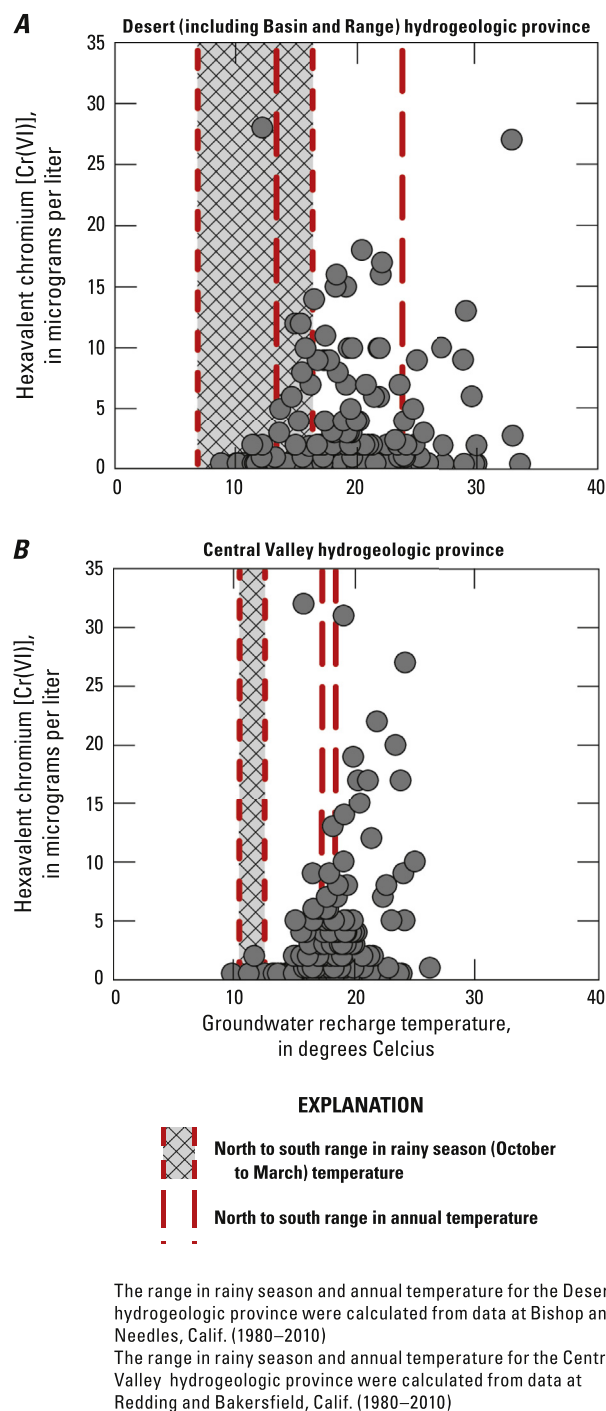 A Desert (including Basin and Range) hydrogeologic province
Hexavalent chromium [Cr(VI)],
in micrograms per liter
35
30
25
20
15
10
5
0
0 10 20 30 40
B Central Valley hydrogeologic province
Hexavalent chromium [Cr(VI)],
in micrograms per liter
35
30
25
20
15
10
5
0
0 10 20 30 40
Groundwater recharge temperature,
in degrees Celcius
EXPLANATION
North to south range in rainy season (October
to March) temperature
North to south range in annual temperature
The range in rainy season and annual temperature for the Deser
hydrogeologic province were calculated from data at Bishop an
Needles, Calif. (1980–2010)
The range in rainy season and annual temperature for the Centr
Valley hydrogeologic province were calculated from data at
Redding and Bakersfield, Calif. (1980–2010)